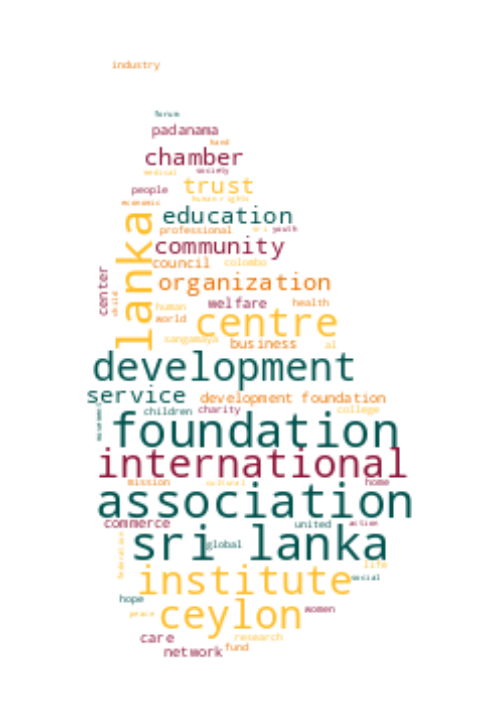 industry
forum
padanama
fund
chamber
medical society
people trust
economic human rights
lanka
education
professional sri youth
community
council colombo
center
organization
child
human welfare health
world centre
sangamaya business al
development
service development foundation
children charity college
foundation
international
mission cultural home
association
commerce united action
sri lanka
global
federation
life
institute social
hope women
peace ceylon
care research
network fund